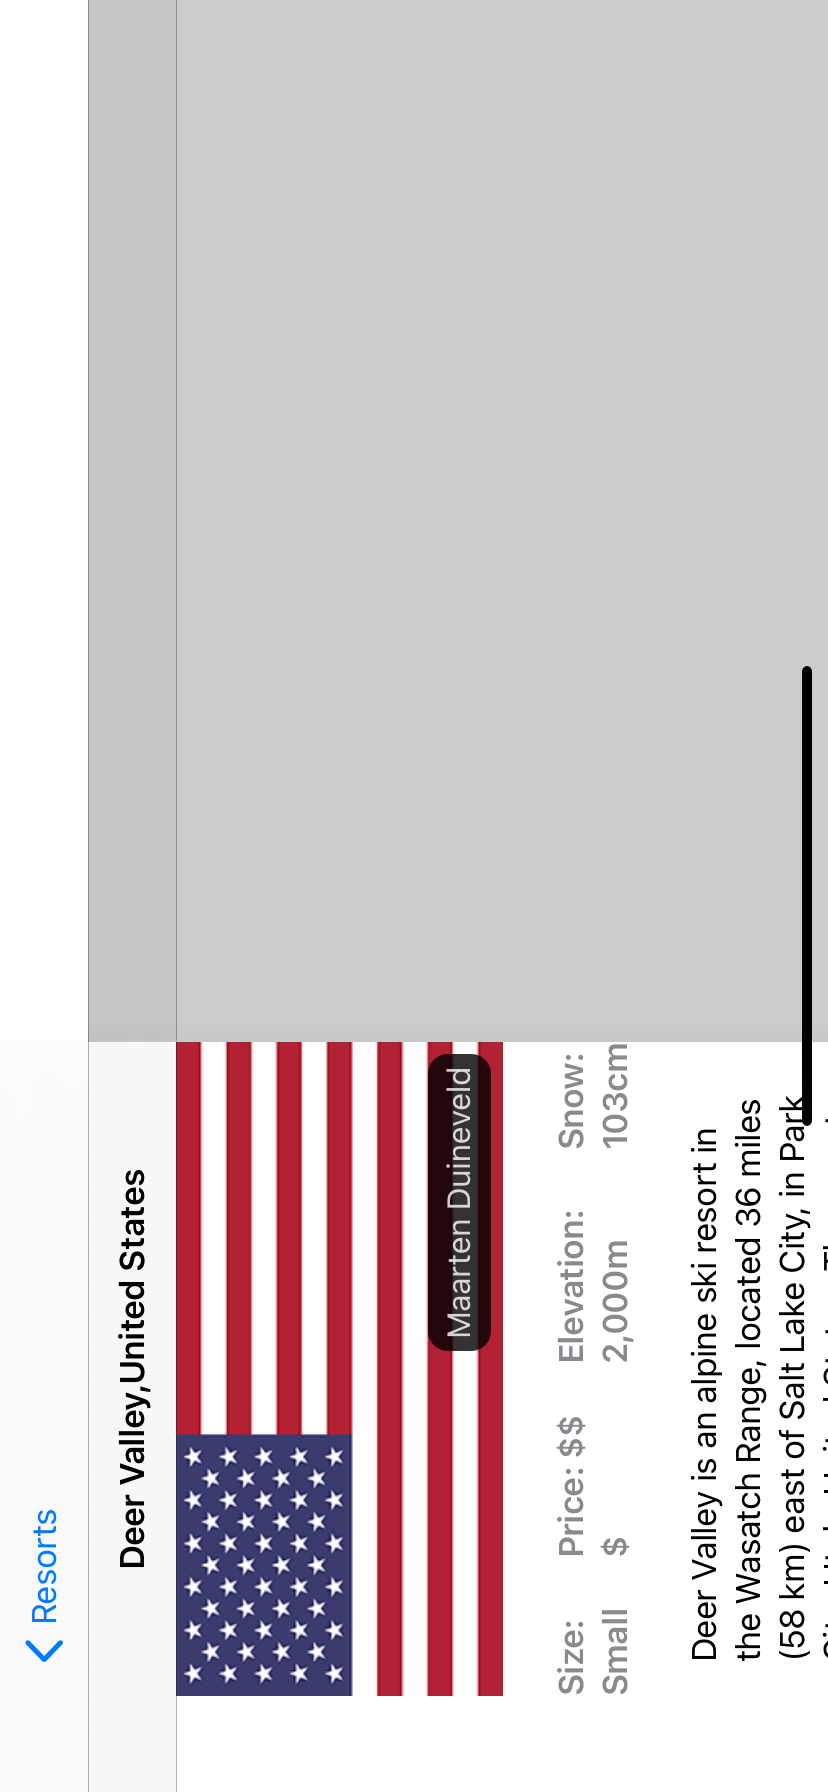 Resorts
Deer Valley,United States
Maarten Duineveld
Size: Price: $$ Elevation: Snow:
Small $ 2,000m 103cm
Deer Valley is an alpine ski resort in
the Wasatch Range, located 36 miles
(58 km) east of Salt Lake City, in Park